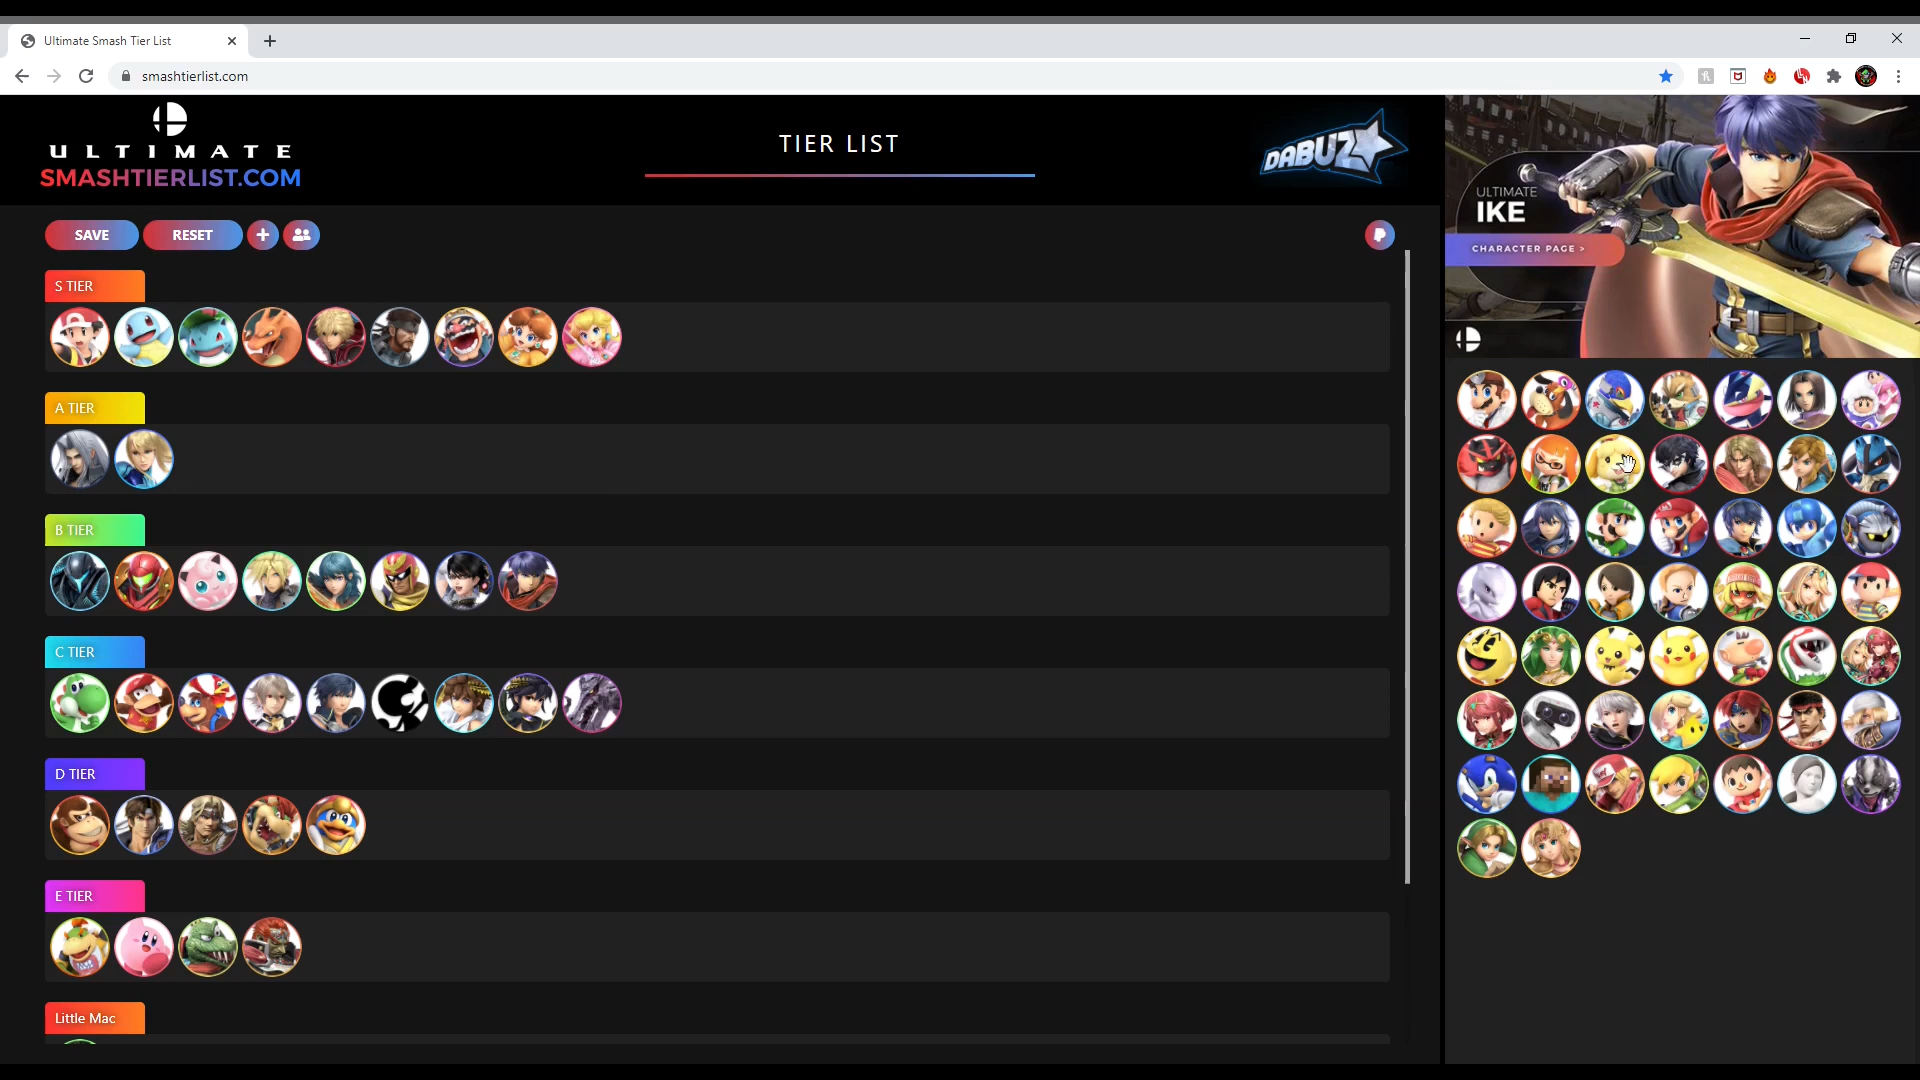 Ultimate Smash Tier List
smashtierlist.com
ULTIMATE
SMASHTIERLIST.COM
TIER LIST
DABUZ
ULTIMATE
IKE
CHARACTER PAGE >
SAVE
RESET
S TIER
A TIER
B TIER
C TIER
D TIER
E TIER
Little Mac